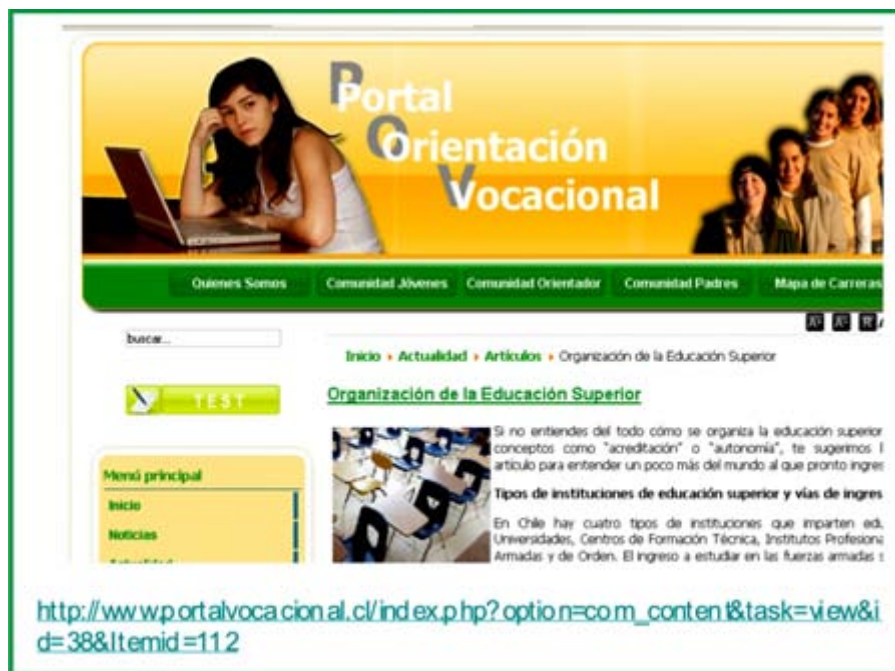 Portal
Orientación
Vocacional
Quienes Somos Comunidad Jóvenes Comunidad Orientador Comunidad Padres Mapa de Carreras
buscar...
Inicio Actualidad Artículos Organización de la Educación Superior
TEST
Organización de la Educación Superior
Si no entiendes del todo cómo se organiza la educación superior
conceptos como "acreditación" o "autonomía", te sugerimos l
artículo para entender un poco más del mundo al que pronto ingres
Tipos de instituciones de educación superior y vías de ingres
En Chile hay cuatro tipos de instituciones que imparten edu
Universidades, Centros de Formación Técnica, Institutos Profesiona
Armadas y de Orden. El ingreso a estudiar en las fuerzas armadas s
Menú principal
Inicio
Noticias
Actualidad
http://www.portalvocacional.cl/index.php?option=com_content&task=view&i
d=38&Itemid=112